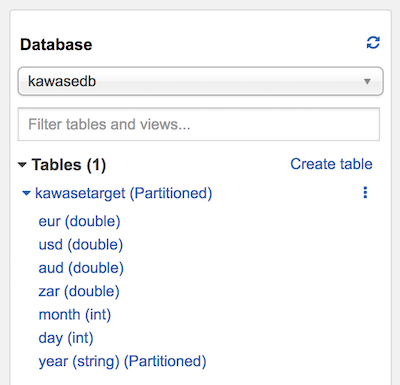 Database
kawasedb
Filter tables and views...
Tables (1) Create table
kawasetarget (Partitioned)
eur (double)
usd (double)
aud (double)
zar (double)
month (int)
day (int)
year (string) (Partitioned)